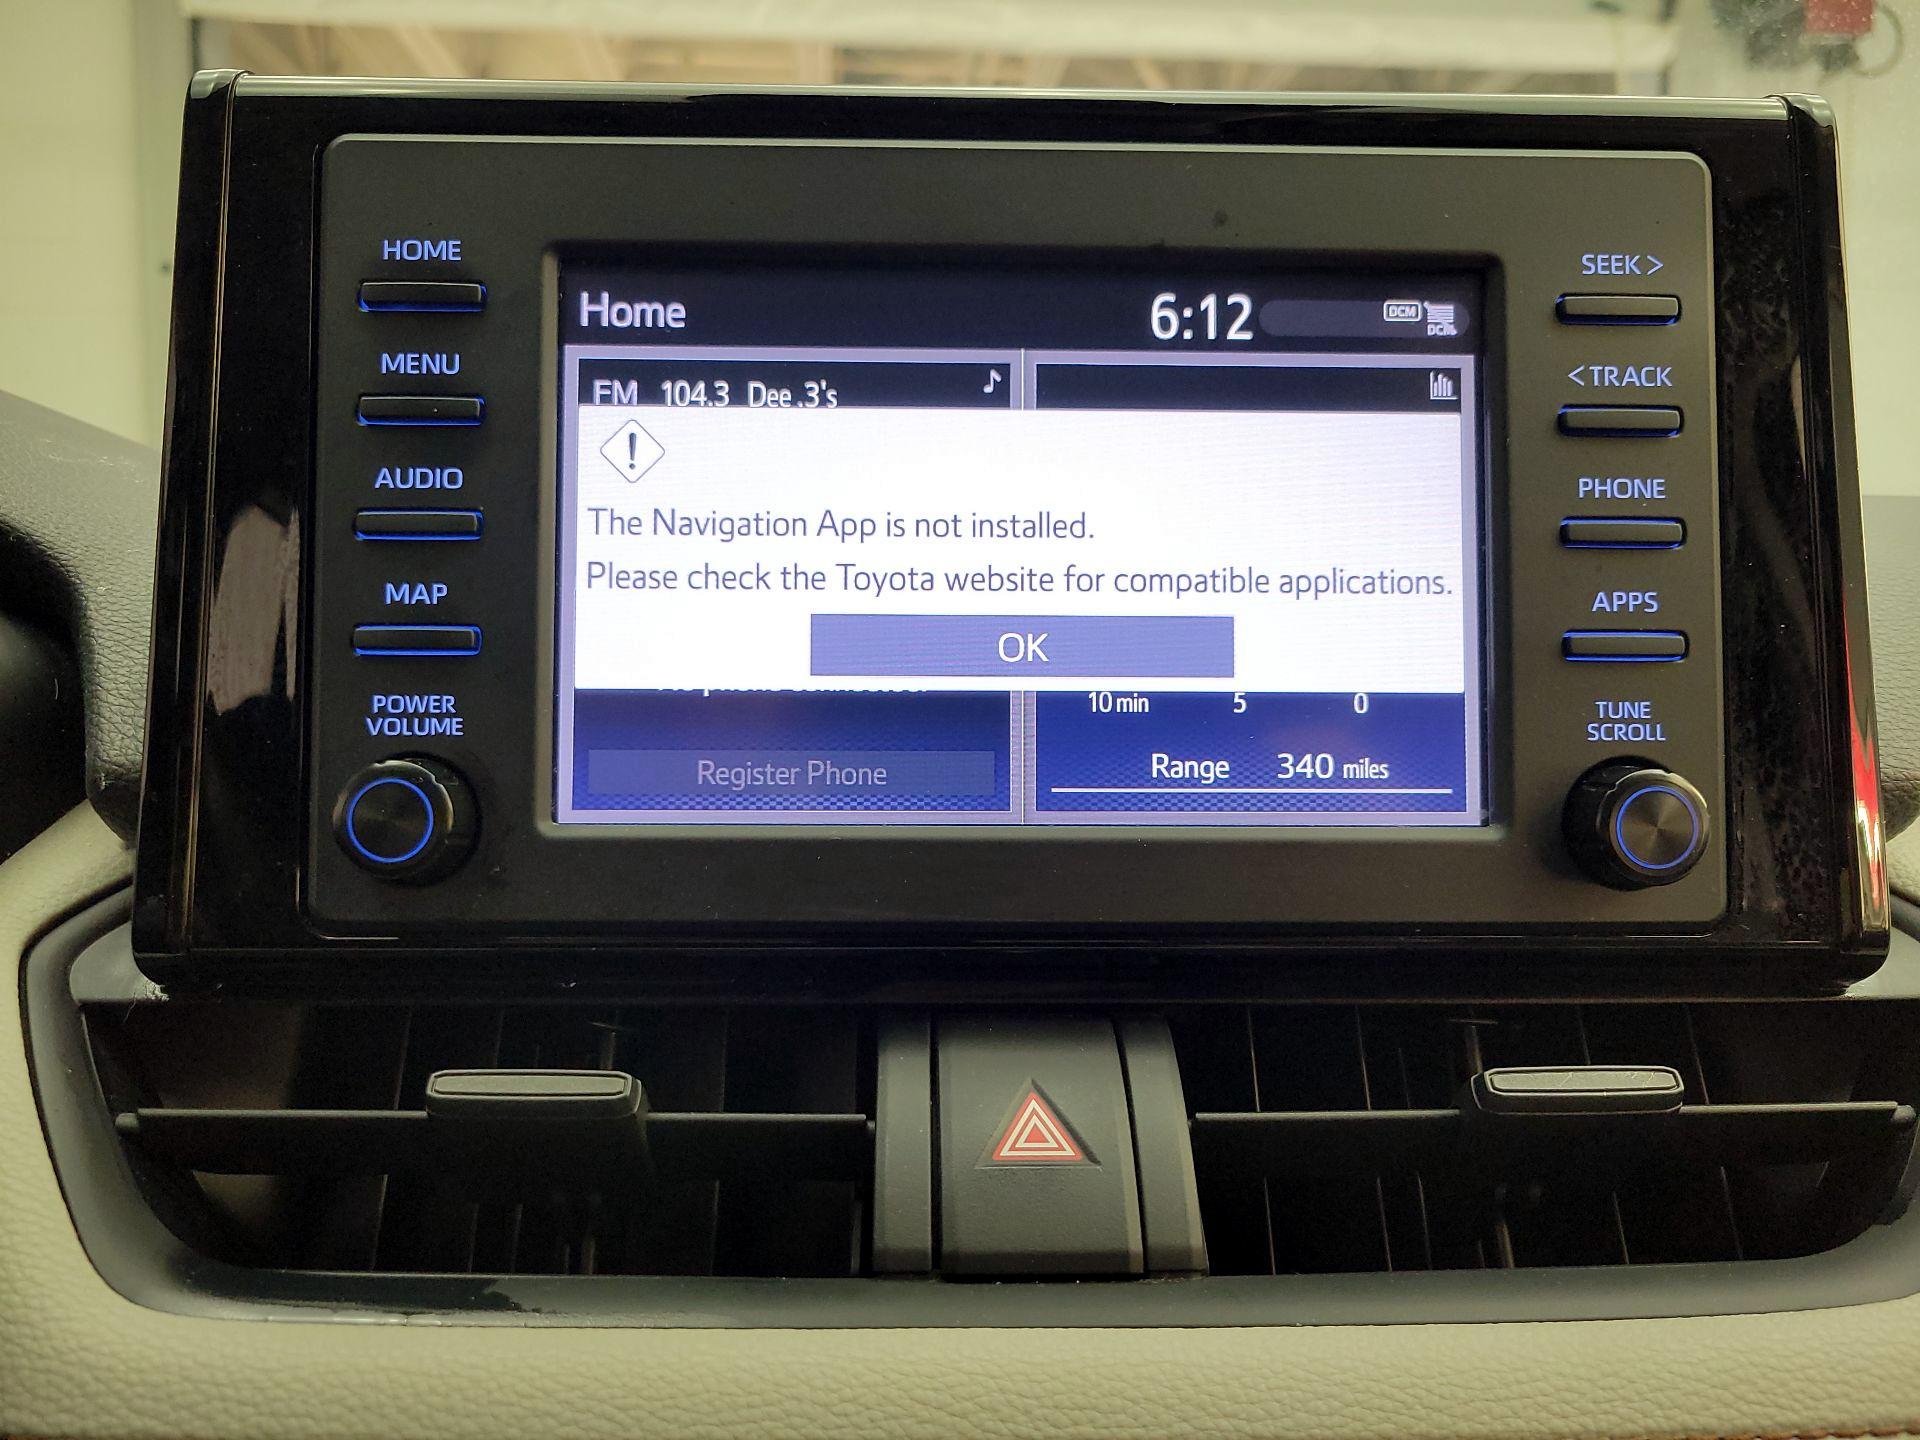 HOME
MENU
AUDIO
MAP
POWER
VOLUME
Home
6:12
DCM
DCM
FM 104.3 Dee .3's
!
The Navigation App is not installed.
Please check the Toyota website for compatible applications.
OK
10 min 5 0
Register Phone
Range 340 miles
SEEK >
< TRACK
PHONE
APPS
TUNE
SCROLL